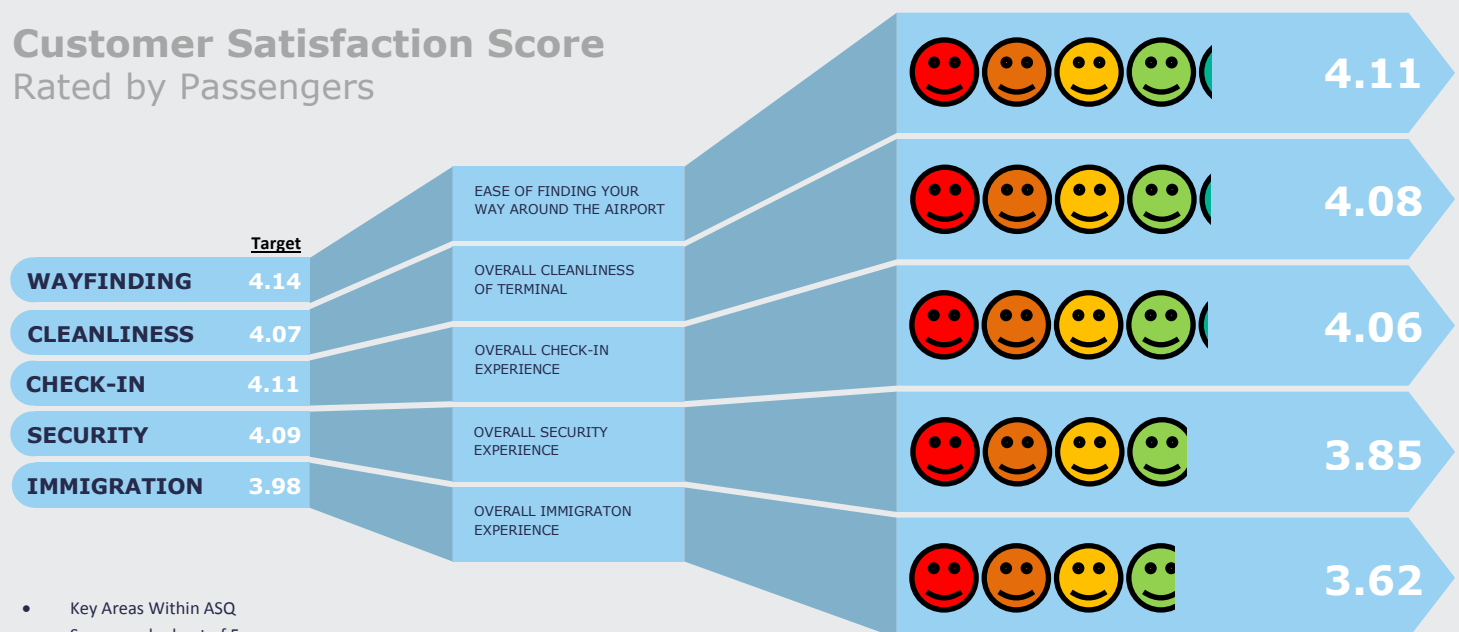 Customer Satisfaction Score
Rated by Passengers
Target
WAYFINDING 4.14
CLEANLINESS 4.07
CHECK-IN 4.11
SECURITY 4.09
IMMIGRATION 3.98
EASE OF FINDING YOUR
WAY AROUND THE AIRPORT
OVERALL CLEANLINESS
OF TERMINAL
OVERALL CHECK-IN
EXPERIENCE
OVERALL SECURITY
EXPERIENCE
OVERALL IMMIGRATON
EXPERIENCE
4.11
4.08
4.06
3.85
3.62
• Key Areas Within ASQ